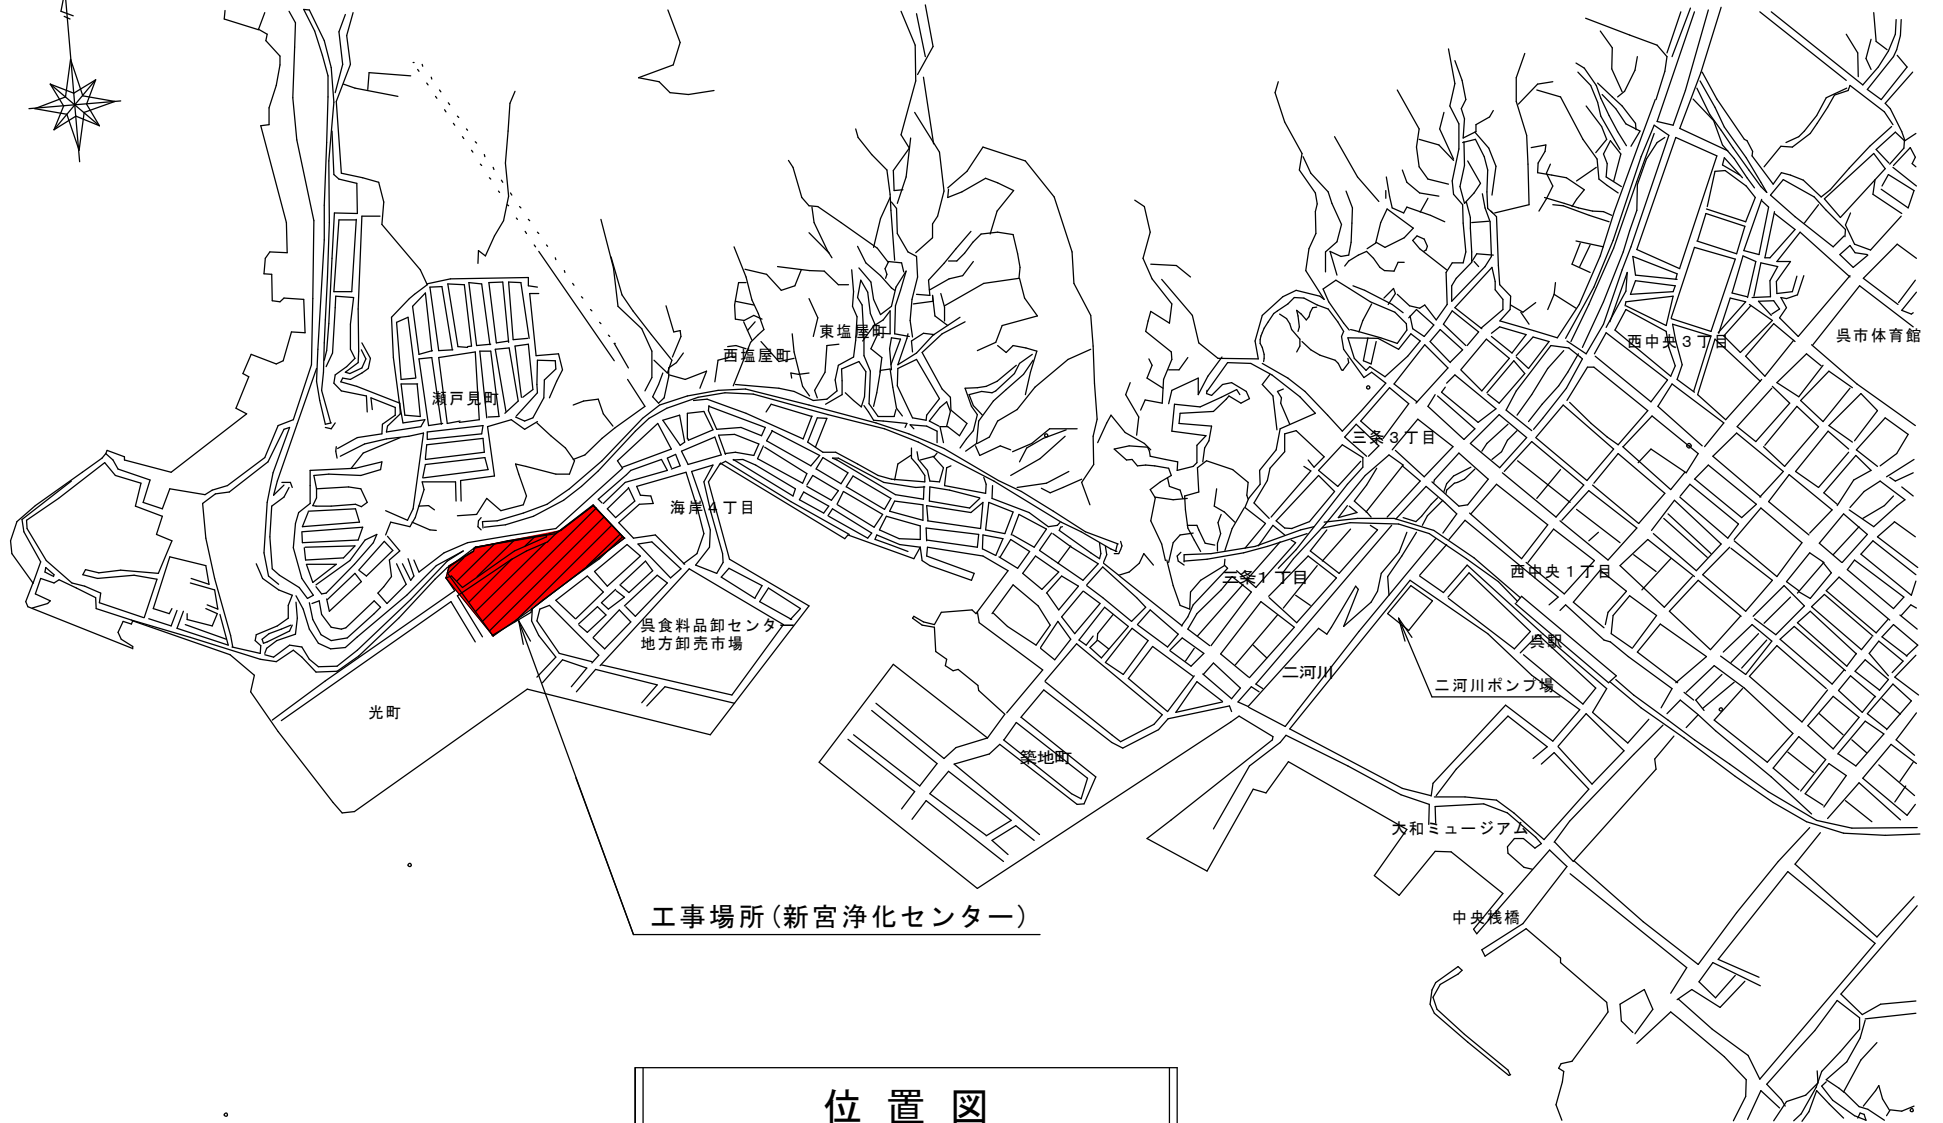 東塩屋町
西塩屋町
呉市体育館
西中央3丁目
瀬戸見町
三条3丁目
海岸4丁目
西中央1丁目
三条1丁目
呉食料品卸センター
地方卸売市場
呉駅
二河川
二河川ポンプ場
光町
築地町
大和ミュージアム
工事場所(新宮浄化センター)
中央桟橋
位置図